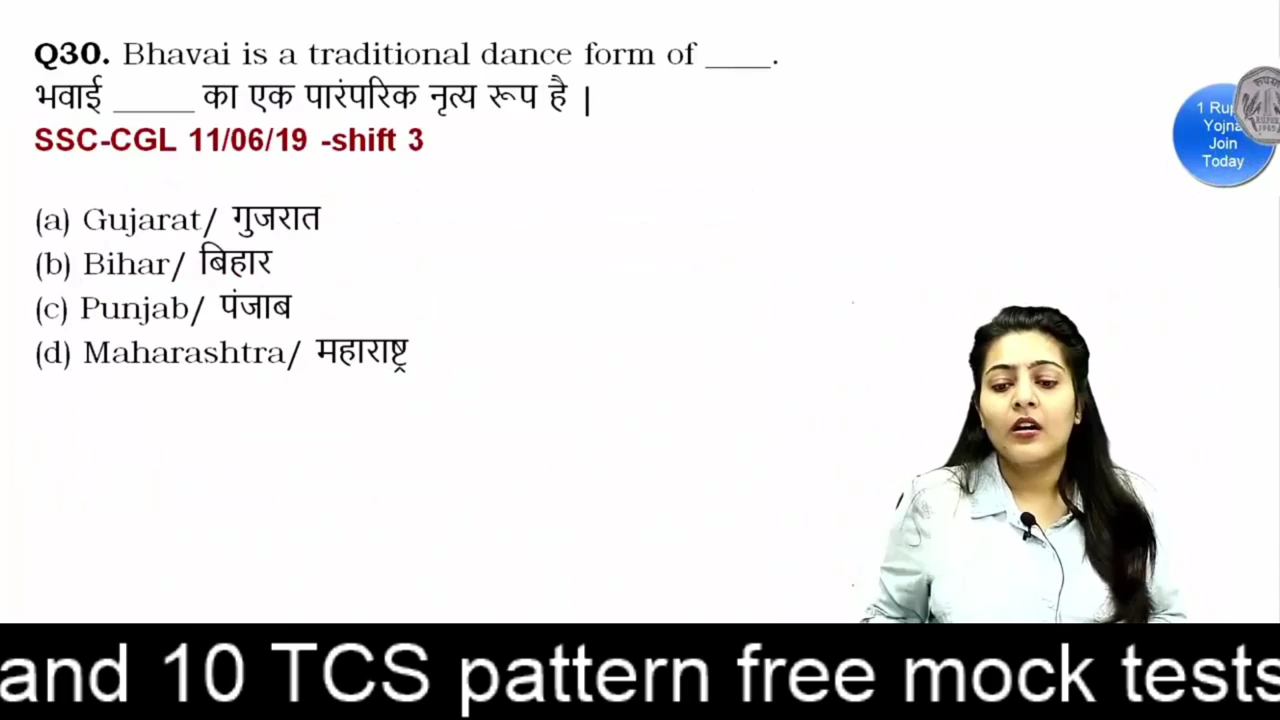 Q30. Bhavai is a traditional dance form of ____.
भवाई _____ का एक पारंपरिक नृत्य रूप है |
SSC-CGL 11/06/19 -shift 3
(a) Gujarat/ गुजरात
(b) Bihar/ बिहार
(c) Punjab/ पंजाब
(d) Maharashtra/ महाराष्ट्र
1
Join
Today
and 10 TCS pattern free mock tests